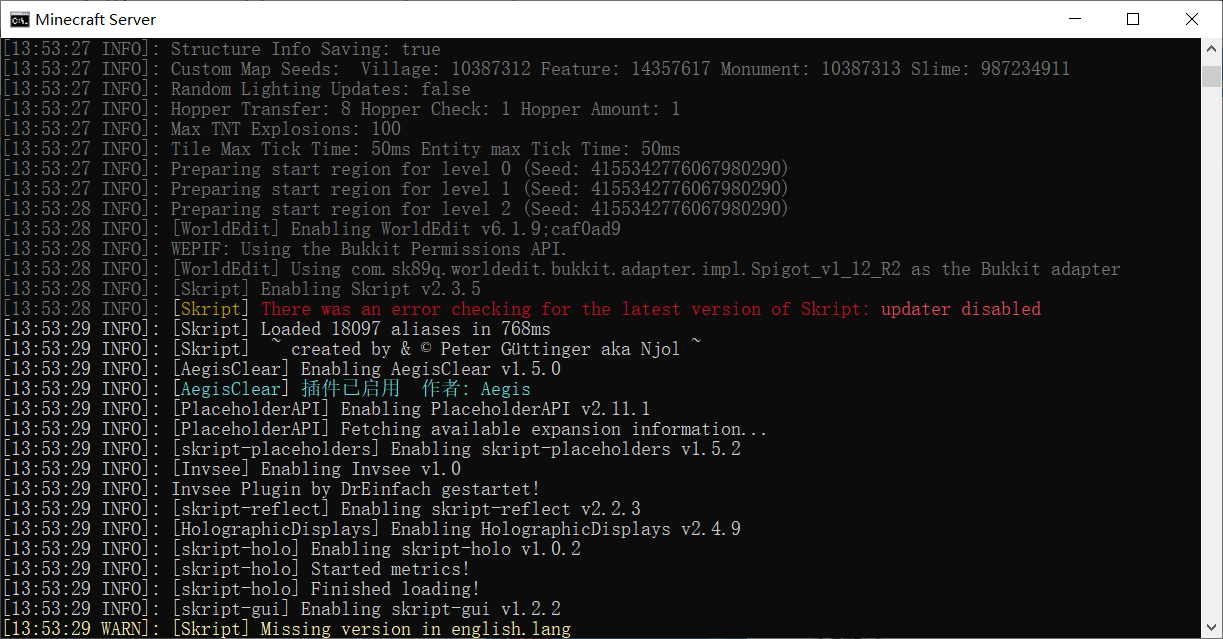 Minecraft Server
[13:53:27 INFO]: Structure Info Saving: true
[13:53:27 INFO]: Custom Map Seeds:  Village: 10387312 Feature: 14357617 Monument: 10387313 Slime: 987234911
[13:53:27 INFO]: Random Lighting Updates: false
[13:53:27 INFO]: Hopper Transfer: 8 Hopper Check: 1 Hopper Amount: 1
[13:53:27 INFO]: Max TNT Explosions: 100
[13:53:27 INFO]: Tile Max Tick Time: 50ms Entity max Tick Time: 50ms
[13:53:27 INFO]: Preparing start region for level 0 (Seed: 4155342776067980290)
[13:53:27 INFO]: Preparing start region for level 1 (Seed: 4155342776067980290)
[13:53:28 INFO]: Preparing start region for level 2 (Seed: 4155342776067980290)
[13:53:28 INFO]: [WorldEdit] Enabling WorldEdit v6.1.9;caf0ad9
[13:53:28 INFO]: WEPIF: Using the Bukkit Permissions API.
[13:53:28 INFO]: [WorldEdit] Using com.sk89q.worldedit.bukkit.adapter.impl.Spigot_v1_12_R2 as the Bukkit adapter
[13:53:28 INFO]: [Skript] Enabling Skript v2.3.5
[13:53:28 INFO]: [Skript] There was an error checking for the latest version of Skript: updater disabled
[13:53:29 INFO]: [Skript] Loaded 18097 aliases in 768ms
[13:53:29 INFO]: [Skript]  ~ created by & © Peter Güttinger aka Njol ~
[13:53:29 INFO]: [AegisClear] Enabling AegisClear v1.5.0
[13:53:29 INFO]: [AegisClear] 插件已启用  作者: Aegis
[13:53:29 INFO]: [PlaceholderAPI] Enabling PlaceholderAPI v2.11.1
[13:53:29 INFO]: [PlaceholderAPI] Fetching available expansion information...
[13:53:29 INFO]: [skript-placeholders] Enabling skript-placeholders v1.5.2
[13:53:29 INFO]: [Invsee] Enabling Invsee v1.0
[13:53:29 INFO]: Invsee Plugin by DrEinfach gestartet!
[13:53:29 INFO]: [skript-reflect] Enabling skript-reflect v2.2.3
[13:53:29 INFO]: [HolographicDisplays] Enabling HolographicDisplays v2.4.9
[13:53:29 INFO]: [skript-holo] Enabling skript-holo v1.0.2
[13:53:29 INFO]: [skript-holo] Started metrics!
[13:53:29 INFO]: [skript-holo] Finished loading!
[13:53:29 INFO]: [skript-gui] Enabling skript-gui v1.2.2
[13:53:29 WARN]: [Skript] Missing version in english.lang